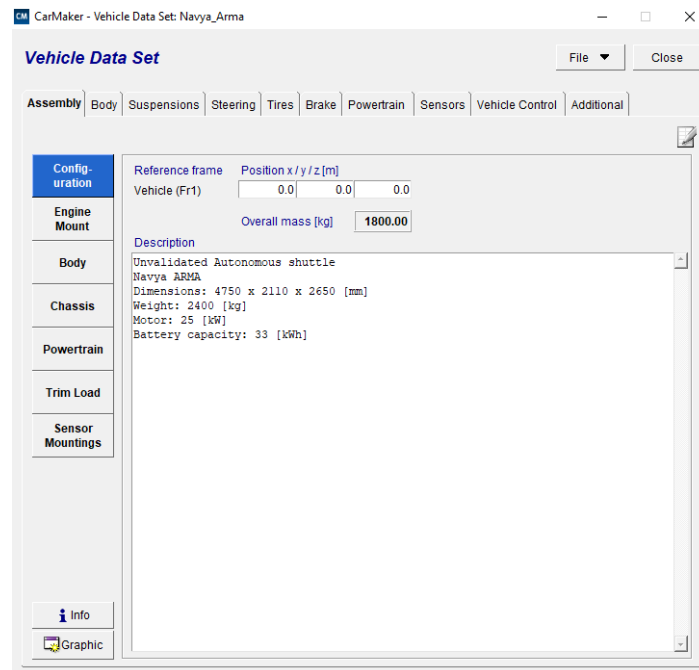 CM CarMaker - Vehicle Data Set: Navya_Arma
Vehicle Data Set
File
Close
Assembly Body Suspensions Steering Tires Brake Powertrain Sensors Vehicle Control Additional
Config-
uration
Engine
Mount
Body
Chassis
Powertrain
Trim Load
Sensor
Mountings
Info
Graphic
Reference frame Position x / y / z [m]
Vehicle (Fr1) 0.0 0.0 0.0
Overall mass [kg] 1800.00
Description
Unvalidated Autonomous shuttle
Navya ARMA
Dimensions: 4750 x 2110 x 2650 [mm]
Weight: 2400 [kg]
Motor: 25 [kW]
Battery capacity: 33 [kWh]